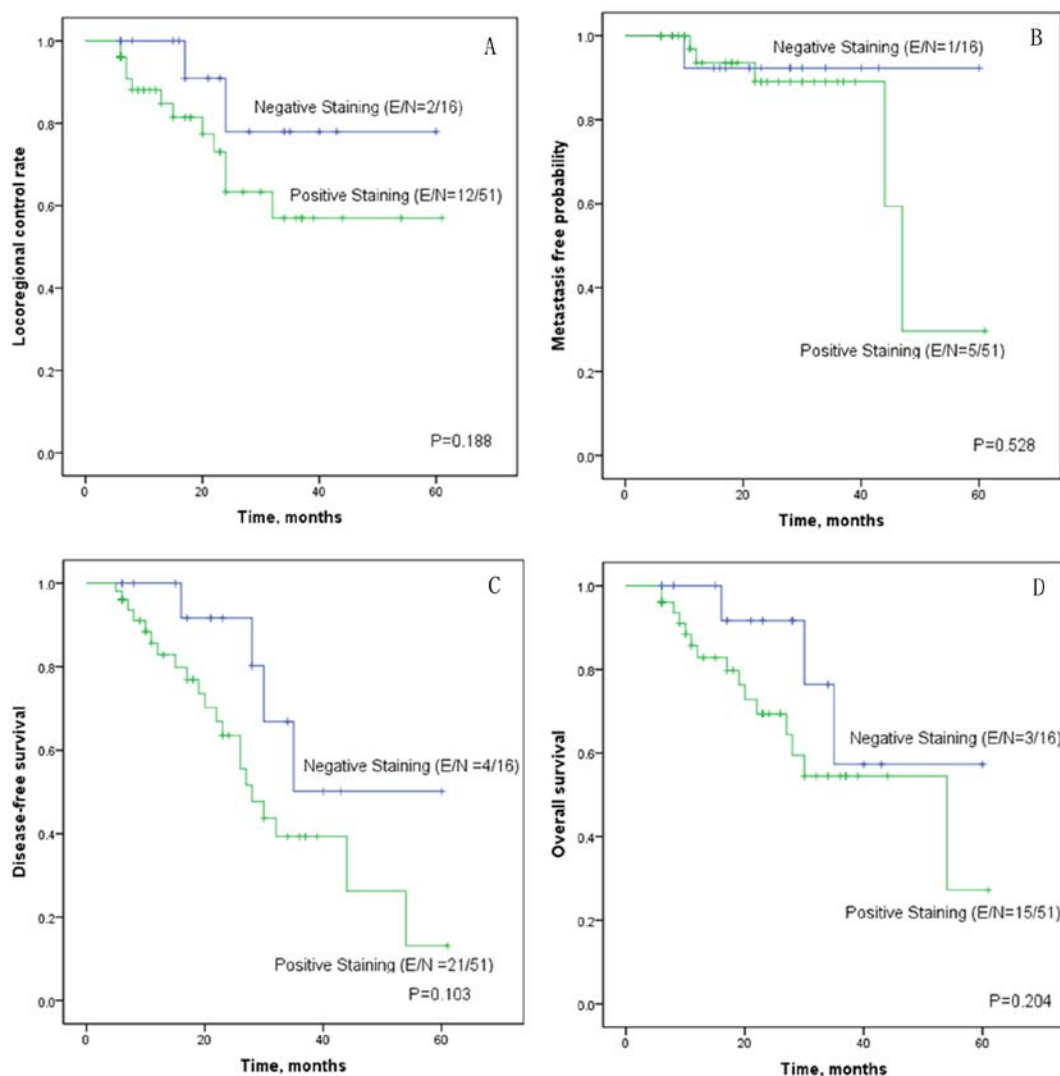 A
1.0
0.8
0.6
0.4
0.2
0.0
Locoregional control rate
Negative Staining (E/N=2/16)
Positive Staining (E/N=12/51)
P=0.188
0
20
40
60
Time, months
B
1.0
0.8
0.6
0.4
0.2
0.0
Metastasis free probability
Negative Staining (E/N=1/16)
Positive Staining (E/N=5/51)
P=0.528
0
20
40
60
Time, months
C
1.0
0.8
0.6
0.4
0.2
0.0
Disease-free survival
Negative Staining (E/N =4/16)
Positive Staining (E/N =21/51)
P=0.103
0
20
40
60
Time, months
D
1.0
0.8
0.6
0.4
0.2
0.0
Overall survival
Negative Staining (E/N=3/16)
Positive Staining (E/N=15/51)
P=0.204
0
20
40
60
Time, months